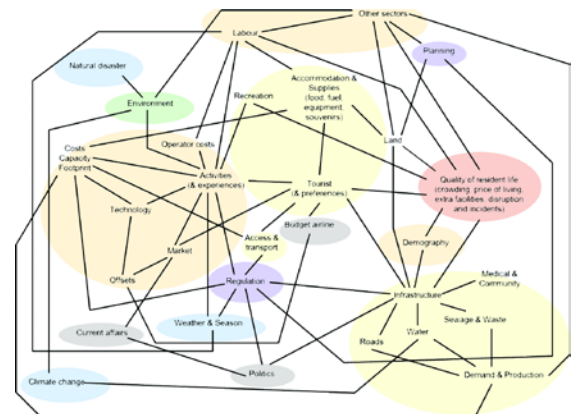 Other sectors
Labour
Planning
Natural disaster
Accommodation &
Supplies
(food, fuel,
equipment,
souvenirs)
Environment
Recreation
Land
Operator costs
Costs
Capacity
Footprint
Activities
(& experiences)
Quality of resident life
(crowding, price of living,
extra facilities, disruption
and incidents)
Tourist
(& preferences)
Technology
Budget airline
Access &
transport
Market
Demography
Offsets
Regulation
Medical &
Community
Infrastructure
Current affairs
Weather & Season
Water
Sewage & Waste
Roads
Climate change
Politics
Demand & Production